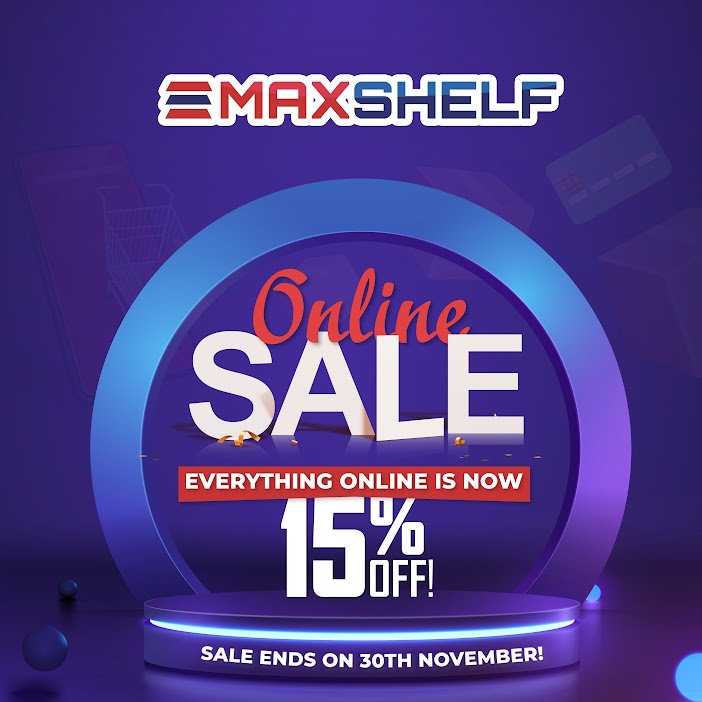 MAXSHELF
Online
SALE
EVERYTHING ONLINE IS NOW
15%
OFF!
SALE ENDS ON 30TH NOVEMBER!